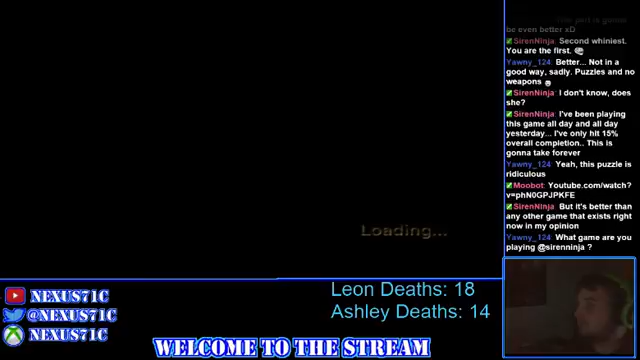 be even better xD
SirenNinja: Second whiniest.
You are the first.
Yawny_124: Better... Not in a
good way, sadly. Puzzles and no
weapons
SirenNinja: I don't know, does
she?
SirenNinja: I've been playing
this game all day and all day
yesterday... I've only hit 15%
overall completion.. This is
gonna take forever
Yawny_124: Yeah, this puzzle is
ridiculous
Moobot: Youtube.com/watch?
v=phN0GPJPKFE
SirenNinja: But it's better than
any other game that exists right
now in my opinion
Yawny_124: What game are you
playing @sirenninja ?
Loading...
Leon Deaths: 18
Ashley Deaths: 14
NEXUS71C
@NEXUS71C
NEXUS71C
WELCOME TO THE STREAM